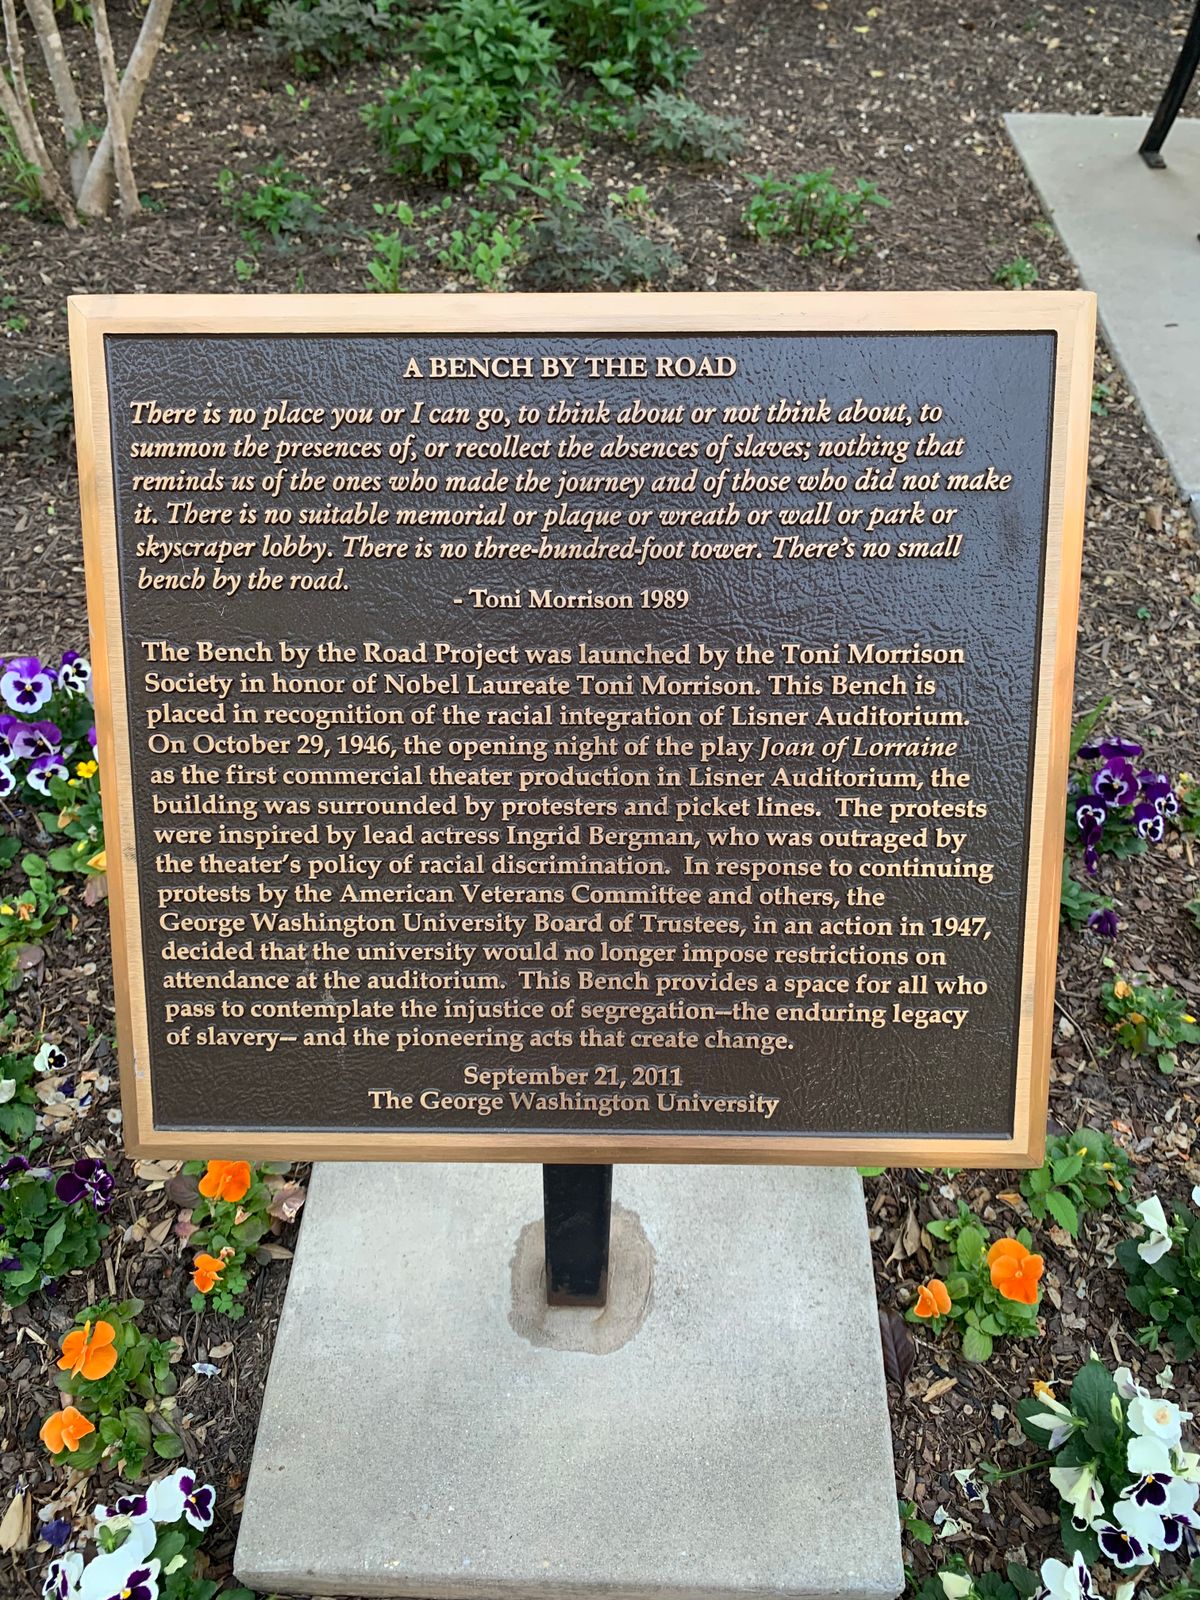 A BENCH BY THE ROAD
There is no place you or I can go, to think about or not think about, to
summon the presences of, or recollect the absences of slaves; nothing that
reminds us of the ones who made the journey and of those who did not make
it. There is no suitable memorial or plaque or wreath or wall or park or
skyscraper lobby. There is no three-hundred-foot tower. There's no small
bench by the road.
- Toni Morrison 1989
The Bench by the Road Project was launched by the Toni Morrison
Society in honor of Nobel Laureate Toni Morrison. This Bench is
placed in recognition of the racial integration of Lisner Auditorium.
On October 29, 1946, the opening night of the play Joan of Lorraine
as the first commercial theater production in Lisner Auditorium, the
building was surrounded by protesters and picket lines. The protests
were inspired by lead actress Ingrid Bergman, who was outraged by
the theater's policy of racial discrimination. In response to continuing
protests by the American Veterans Committee and others, the
George Washington University Board of Trustees, in an action in 1947,
decided that the university would no longer impose restrictions on
attendance at the auditorium. This Bench provides a space for all who
pass to contemplate the injustice of segregation—the enduring legacy
of slavery— and the pioneering acts that create change.
September 21, 2011
The George Washington University